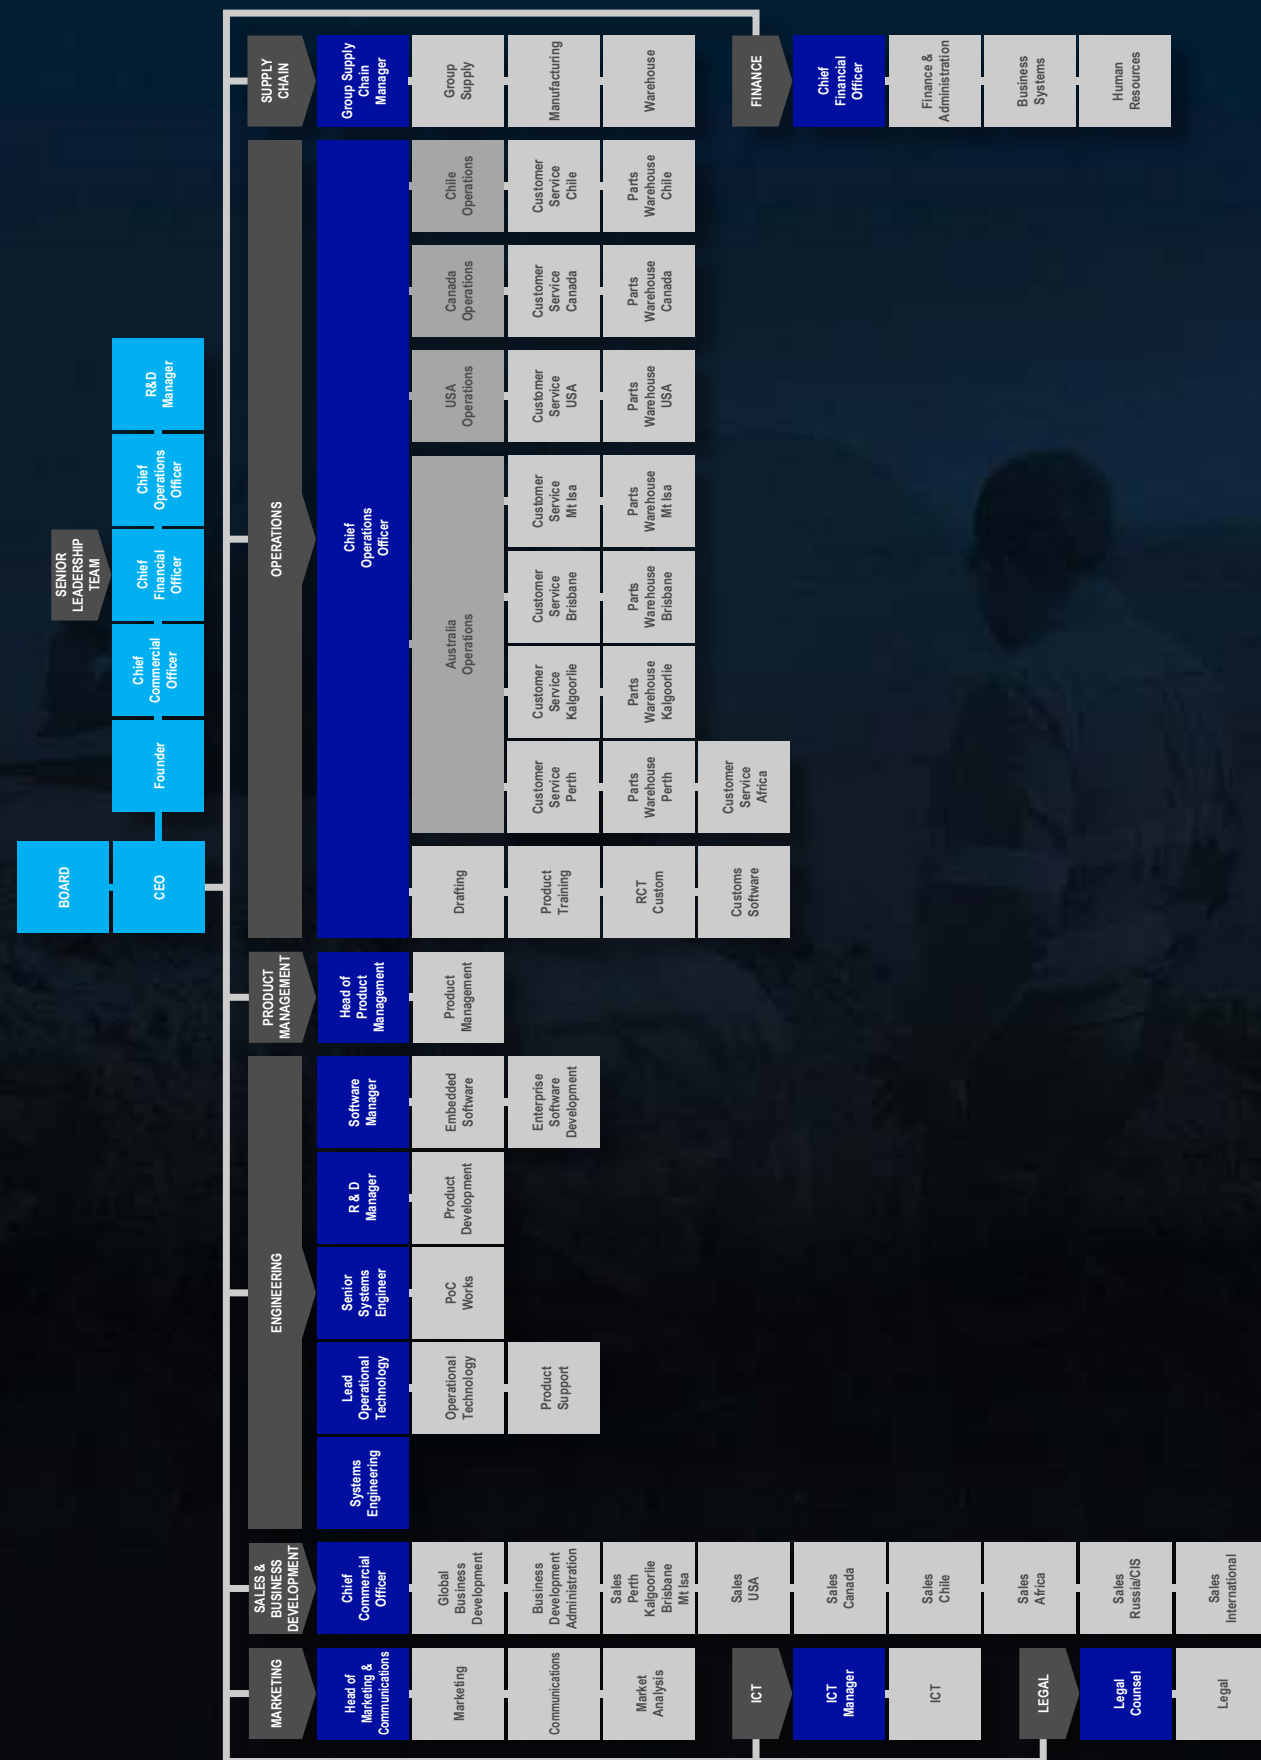 BOARD
CEO
SENIOR
LEADERSHIP
TEAM
Founder
Chief
Commercial
Officer
Chief
Financial
Officer
Chief
Operations
Officer
R&D
Manager
MARKETING
Head of
Marketing &
Communications
Marketing
Communications
Market
Analysis
ICT
ICT
Manager
ICT
LEGAL
Legal
Counsel
Legal
SALES &
BUSINESS
DEVELOPMENT
Chief
Commercial
Officer
Global
Business
Development
Business
Development
Administration
Sales
Perth
Kalgoorlie
Brisbane
Mt Isa
Sales
USA
Sales
Canada
Sales
Chile
Sales
Africa
Sales
Russia/CIS
Sales
International
ENGINEERING
Systems
Engineering
Lead
Operational
Technology
Operational
Technology
Product
Support
Senior
Systems
Engineer
PoC
Works
R & D
Manager
Product
Development
Software
Manager
Embedded
Software
Enterprise
Software
Development
PRODUCT
MANAGEMENT
Head of
Product
Management
Product
Management
OPERATIONS
Chief
Operations
Officer
Drafting
Product
Training
RCT
Custom
Customs
Software
Australia
Operations
Customer
Service
Perth
Parts
Warehouse
Perth
Customer
Service
Africa
Customer
Service
Kalgoorlie
Parts
Warehouse
Kalgoorlie
Customer
Service
Brisbane
Parts
Warehouse
Brisbane
Customer
Service
Mt Isa
Parts
Warehouse
Mt Isa
USA
Operations
Customer
Service
USA
Parts
Warehouse
USA
Canada
Operations
Customer
Service
Canada
Parts
Warehouse
Canada
Chile
Operations
Customer
Service
Chile
Parts
Warehouse
Chile
SUPPLY
CHAIN
Group Supply
Chain
Manager
Group
Supply
Manufacturing
Warehouse
FINANCE
Chief
Financial
Officer
Finance &
Administration
Business
Systems
Human
Resources